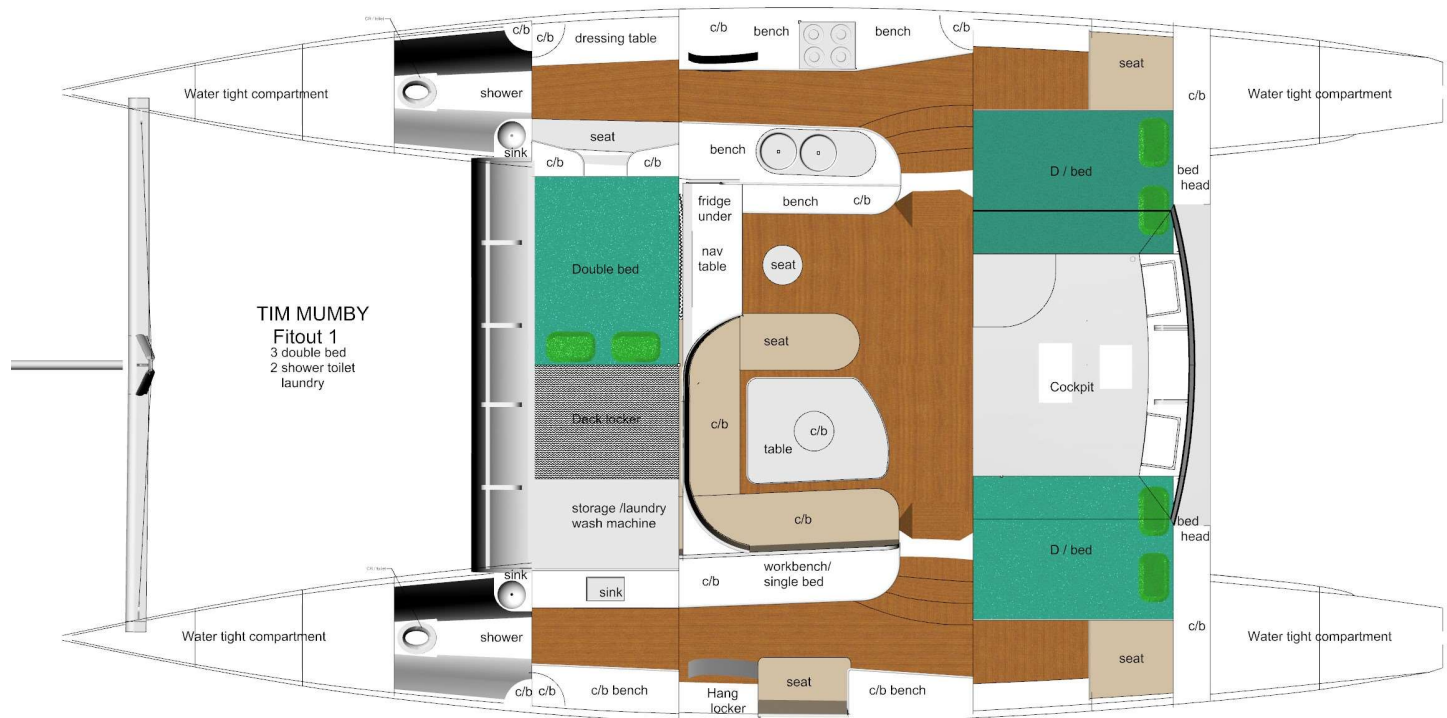 c/b
c/b
dressing table
c/b
bench
bench
c/b
seat
Water tight compartment
shower
c/b
Water tight compartment
sink
seat
c/b
c/b
bench
D / bed
bed
head
fridge
under
bench
c/b
nav
table
seat
Double bed
TIM MUMBY
Fitout 1
3 double bed
2 shower toilet
laundry
seat
Cockpit
Deck locker
c/b
table
c/b
storage /laundry
wash machine
c/b
bed
head
D / bed
sink
sink
c/b
workbench/
single bed
Water tight compartment
shower
c/b
Water tight compartment
seat
c/b
c/b
c/b bench
Hang
locker
seat
c/b bench